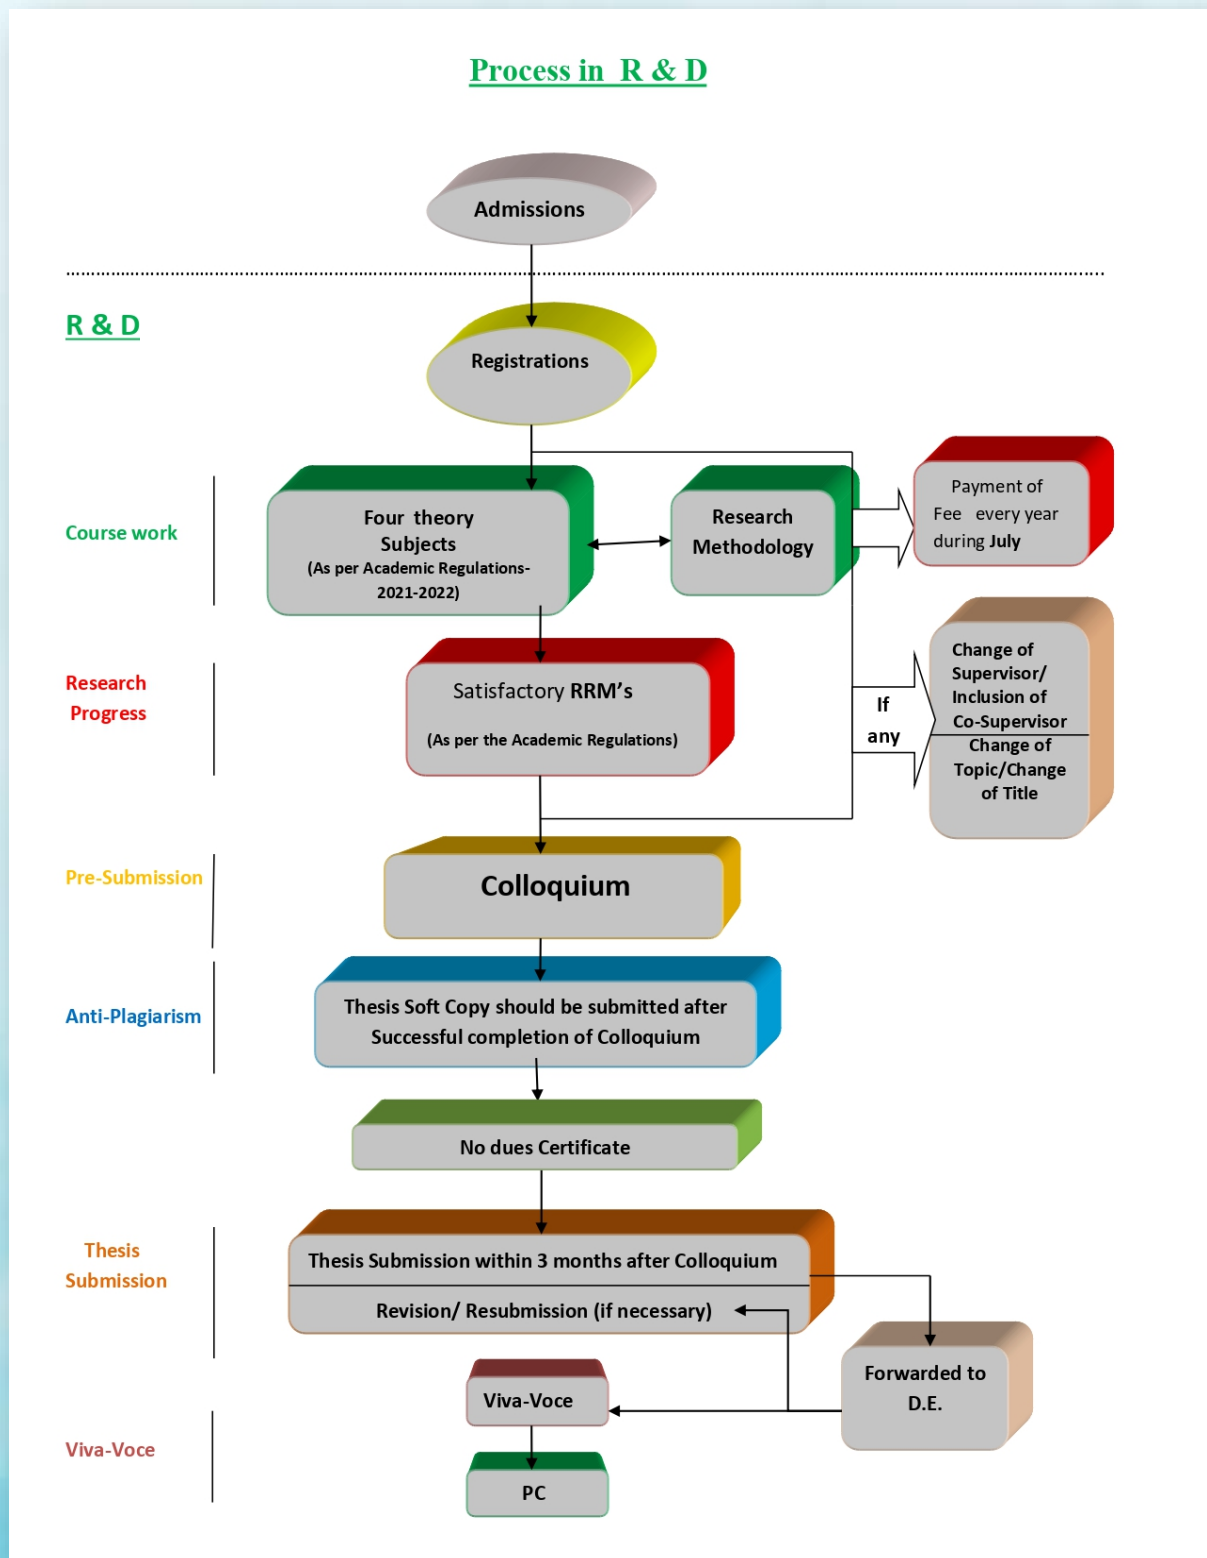 Process in R & D
Admissions
R & D
Registrations
Course work
Four theory
Subjects
(As per Academic Regulations-
2021-2022)
Research
Methodology
Payment of
Fee every year
during July
Research
Progress
Satisfactory RRM's
(As per the Academic Regulations)
If
any
Change of
Supervisor/
Inclusion of
Co-Supervisor
Change of
Topic/Change
of Title
Pre-Submission
Colloquium
Anti-Plagiarism
Thesis Soft Copy should be submitted after
Successful completion of Colloquium
No dues Certificate
Thesis
Submission
Thesis Submission within 3 months after Colloquium
Revision/ Resubmission (if necessary)
Forwarded to
D.E.
Viva-Voce
Viva-Voce
PC